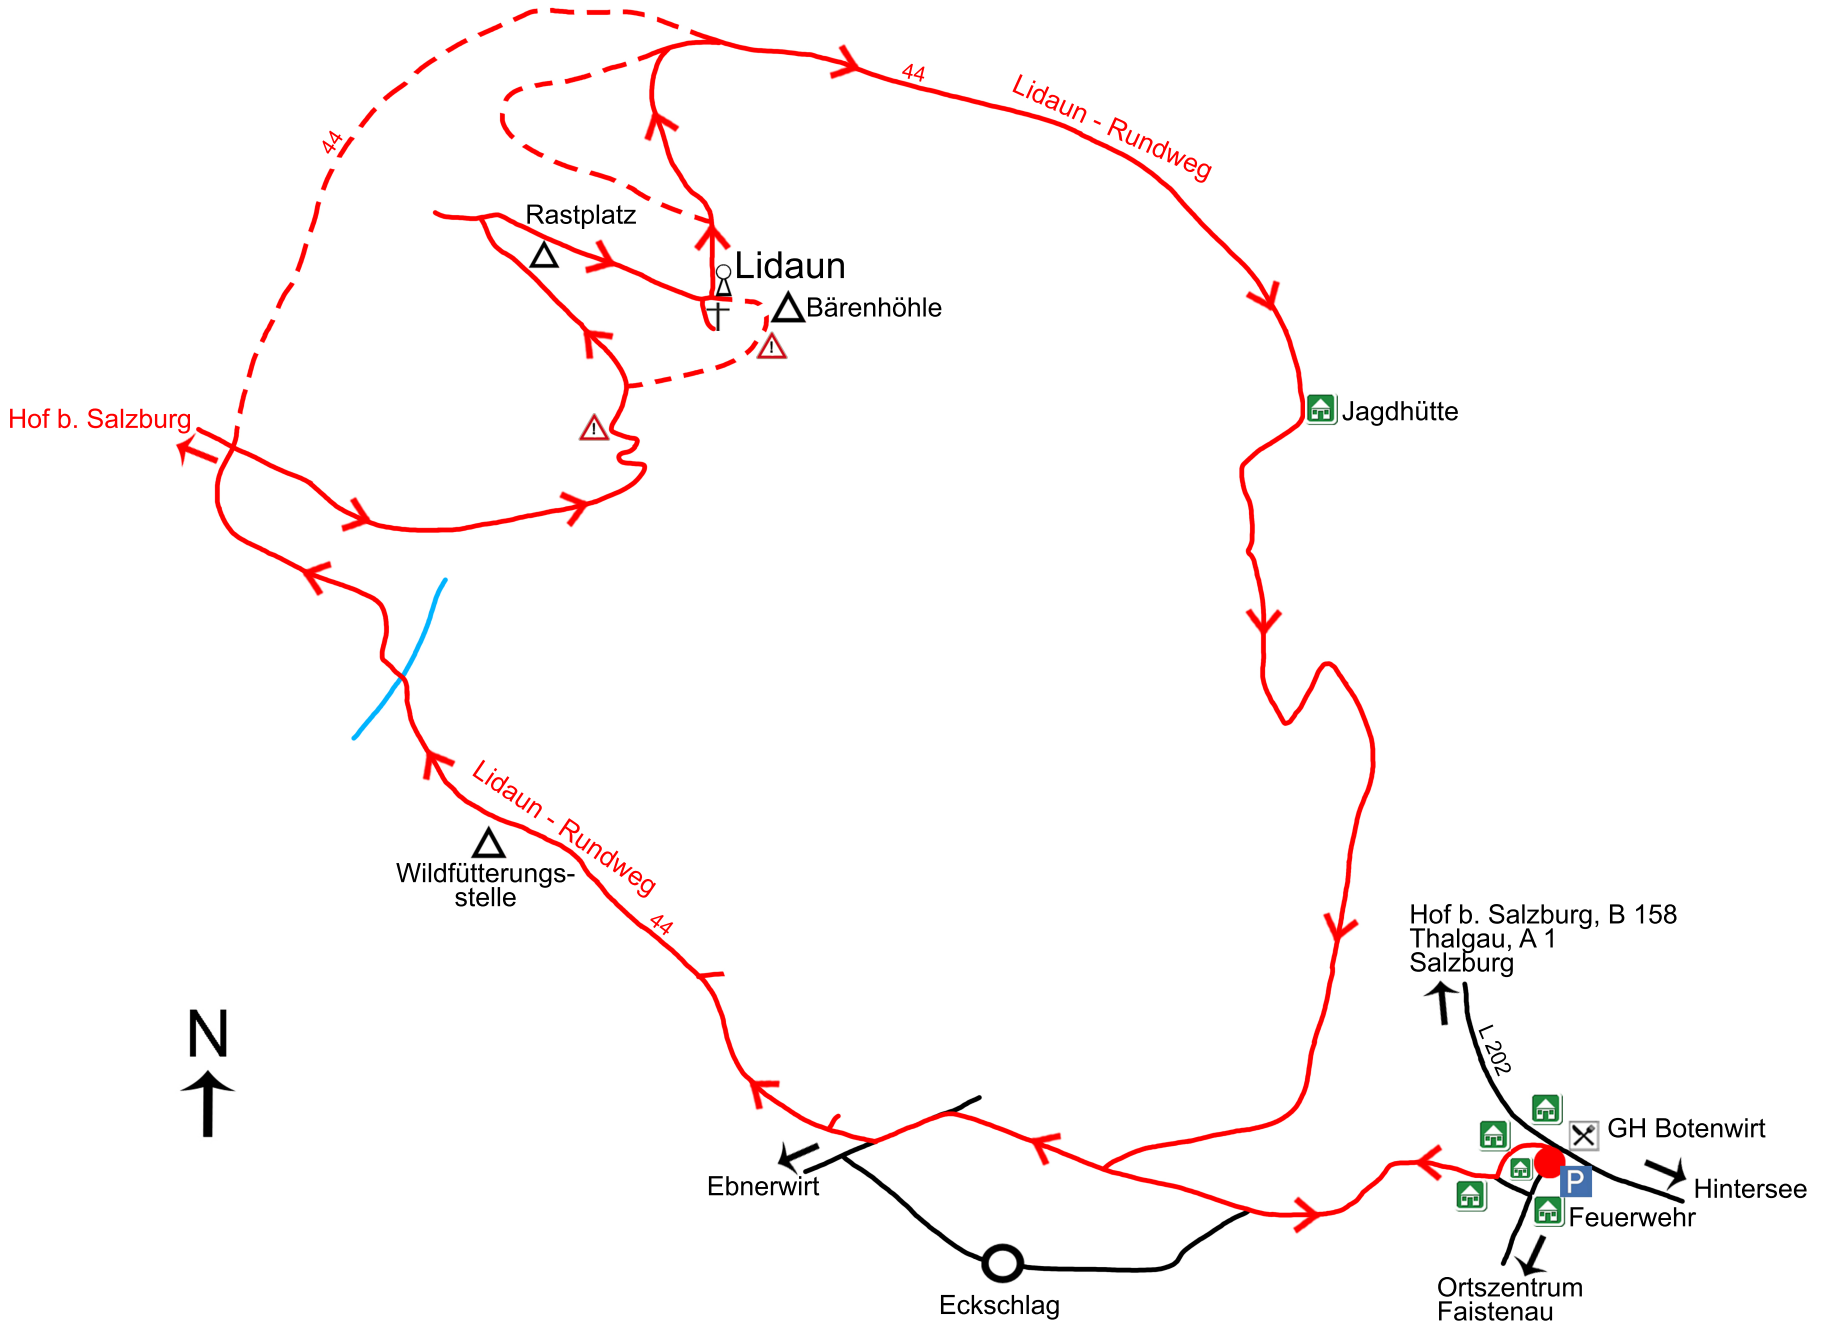 44
Lidaun - Rundweg
44
Rastplatz
Lidaun
Bärenhöhle
!
Hof b. Salzburg
!
Jagdhütte
Lidaun - Rundweg
44
Wildfütterungs-
stelle
Hof b. Salzburg, B 158
Thalgau, A 1
Salzburg
L 202
N
GH Botenwirt
P
Ebnerwirt
Hintersee
Feuerwehr
Eckschlag
Ortszentrum
Faistenau